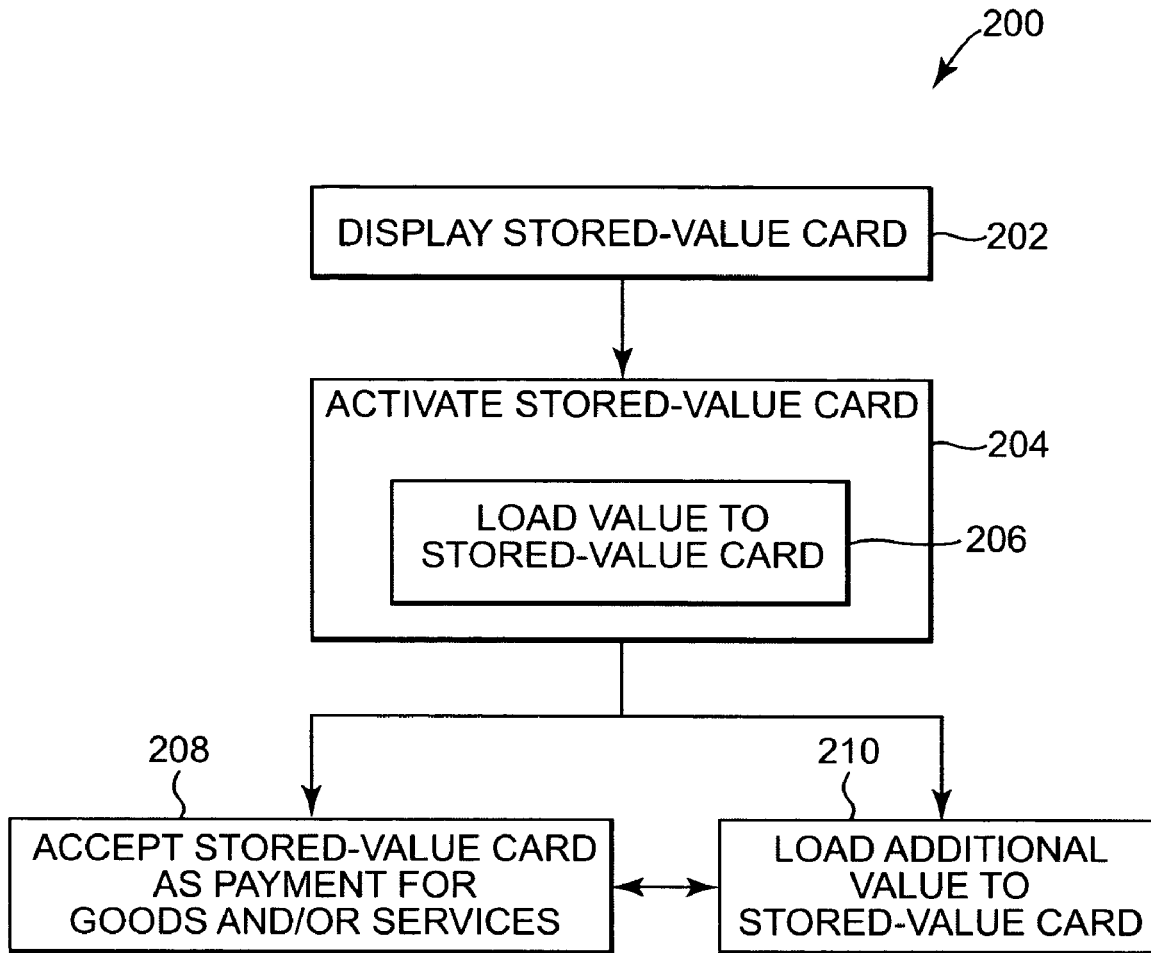 200
DISPLAY STORED-VALUE CARD
202
ACTIVATE STORED-VALUE CARD
204
LOAD VALUE TO
STORED-VALUE CARD
206
208
ACCEPT STORED-VALUE CARD
AS PAYMENT FOR
GOODS AND/OR SERVICES
210
LOAD ADDITIONAL
VALUE TO
STORED-VALUE CARD